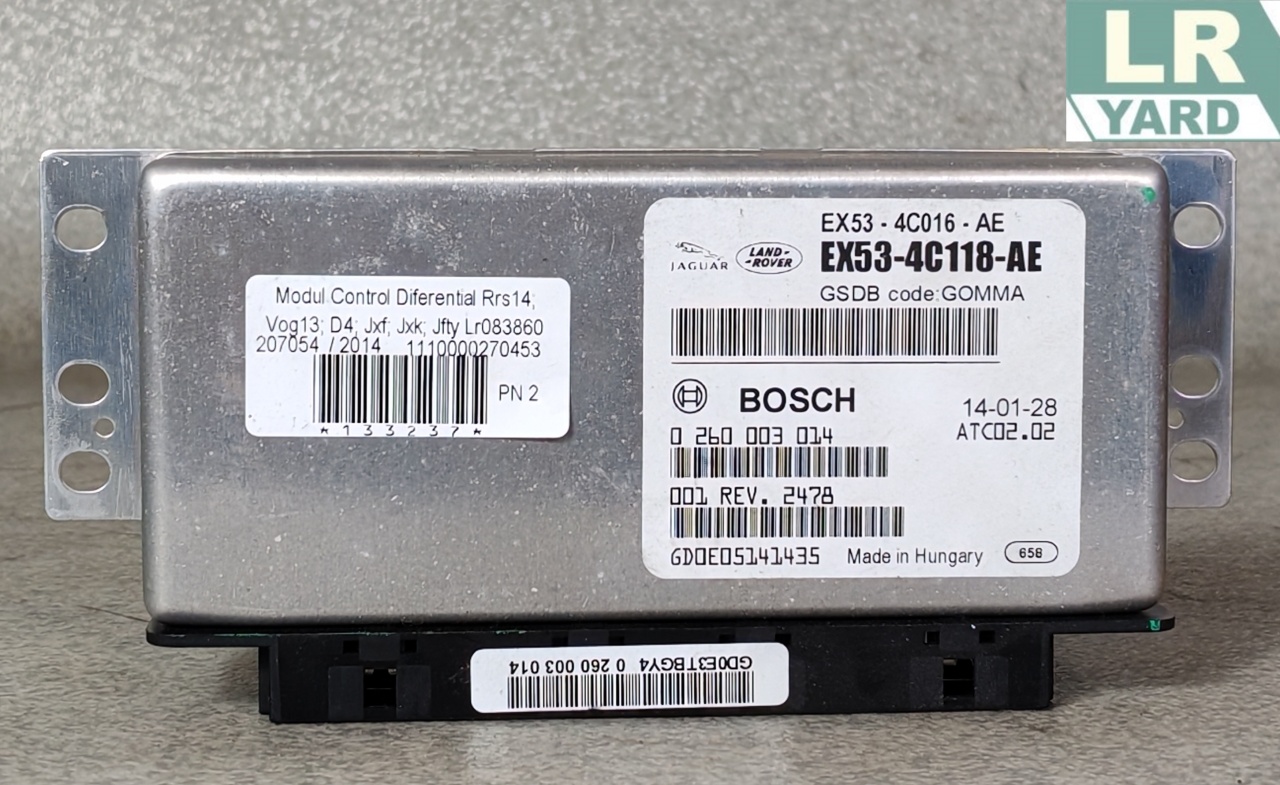 LR
YARD
EX53 - 4C016 - AE
JAGUAR
LAND-
-ROVER
EX53-4C118-AE
GSDB code:GOMMA
Modul Control Diferential Rrs14;
Vog13; D4; Jxf; Jxk; Jfty Lr083860
207054 / 2014 1110000270453
PN 2
*133237*
BOSCH
14-01-28
0 260 003 014
ATC02.02
001 REV. 2478
GD0E05141435 Made in Hungary 658
GD0E3TBGY4 0 260 003 014